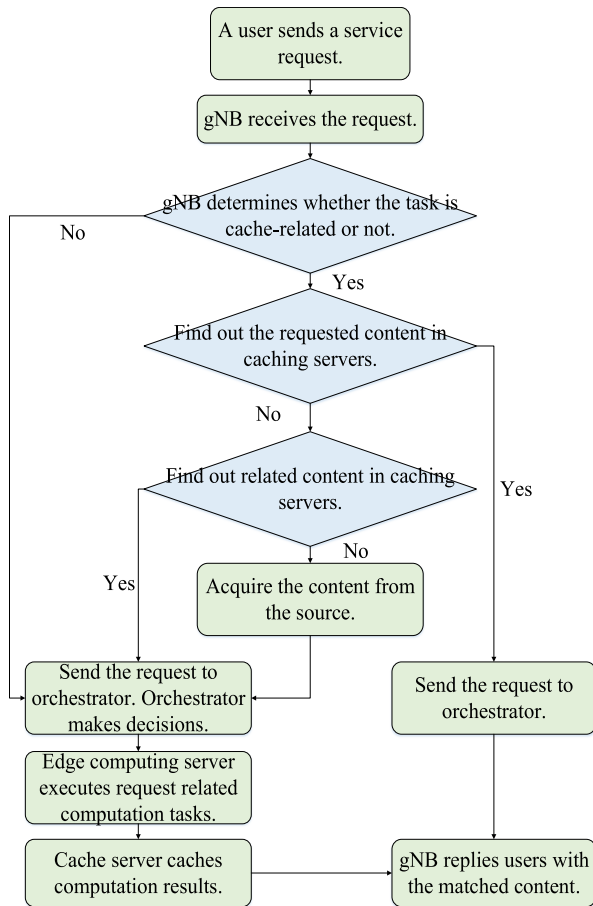 A user sends a service
request.
gNB receives the request.
gNB determines whether the task is
cache-related or not.
No
Yes
Find out the requested content in
caching servers.
No
Find out related content in caching
servers.
Yes
No
Yes
Acquire the content from
the source.
Send the request to
orchestrator. Orchestrator
makes decisions.
Send the request to
orchestrator.
Edge computing server
executes request related
computation tasks.
Cache server caches
computation results.
gNB replies users with
the matched content.